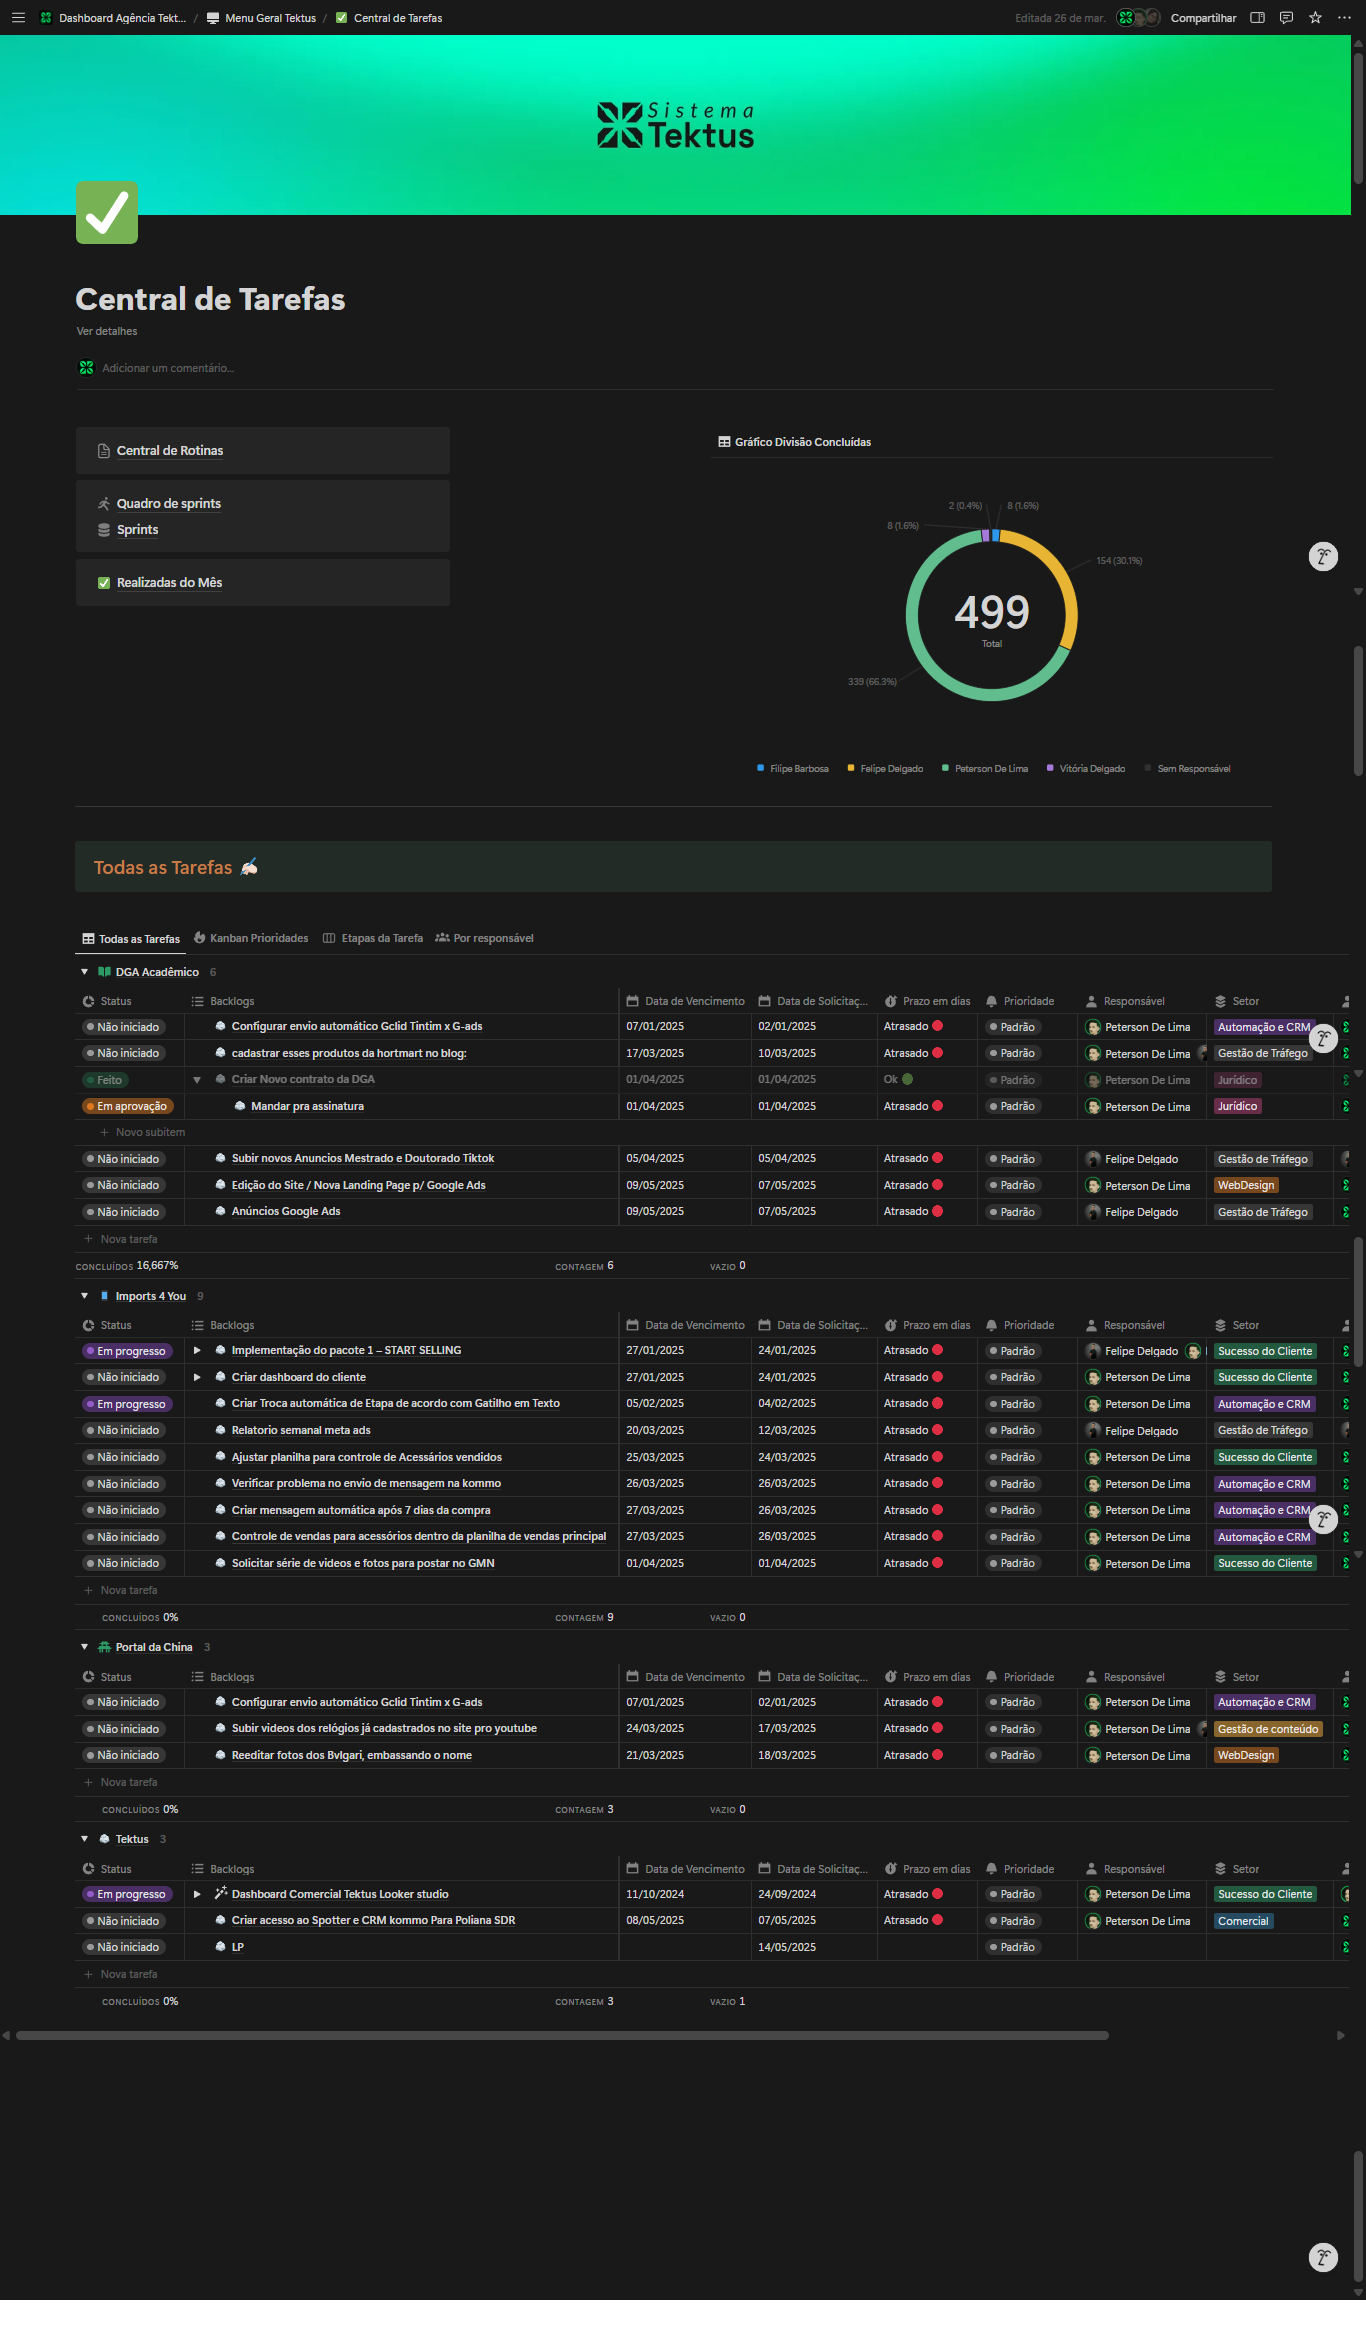 Dashboard Agência Tekt... / Menu Geral Tektus / Central de Tarefas
Editada 26 de mar. Compartilhar
Sistema
Tektus
Central de Tarefas
Ver detalhes
Adicionar um comentário...
Central de Rotinas
Quadro de sprints
Sprints
Realizadas do Mês
Gráfico Divisão Concluídas
2 (0.4%) 8 (1.6%)
8 (1.6%)
154 (30.1%)
499
Total
339 (66.3%)
Filipe Barbosa Felipe Delgado Peterson De Lima Vitória Delgado Sem Responsável
Todas as Tarefas
Todas as Tarefas Kanban Prioridades Etapas da Tarefa Por responsável
DGA Acadêmico 6
Status Backlogs Data de Vencimento Data de Solicitaç... Prazo em dias Prioridade Responsável Setor
Não iniciado Configurar envio automático Gclid Tintim x G-ads 07/01/2025 02/01/2025 Atrasado Padrão Peterson De Lima Automação e CRM
Não iniciado cadastrar esses produtos da hortmart no blog: 17/03/2025 10/03/2025 Atrasado Padrão Peterson De Lima Gestão de Tráfego
Feito Criar Novo contrato da DGA 01/04/2025 01/04/2025 Ok Padrão Peterson De Lima Jurídico
Em aprovação Mandar pra assinatura 01/04/2025 01/04/2025 Atrasado Padrão Peterson De Lima Jurídico
+ Novo subitem
Não iniciado Subir novos Anuncios Mestrado e Doutorado Tiktok 05/04/2025 05/04/2025 Atrasado Padrão Felipe Delgado Gestão de Tráfego
Não iniciado Edição do Site / Nova Landing Page p/ Google Ads 09/05/2025 07/05/2025 Atrasado Padrão Peterson De Lima WebDesign
Não iniciado Anúncios Google Ads 09/05/2025 07/05/2025 Atrasado Padrão Felipe Delgado Gestão de Tráfego
+ Nova tarefa
CONCLUÍDOS 16,667% CONTAGEM 6 VAZIO 0
Imports 4 You 9
Status Backlogs Data de Vencimento Data de Solicitaç... Prazo em dias Prioridade Responsável Setor
Em progresso Implementação do pacote 1 – START SELLING 27/01/2025 24/01/2025 Atrasado Padrão Felipe Delgado Sucesso do Cliente
Não iniciado Criar dashboard do cliente 27/01/2025 24/01/2025 Atrasado Padrão Peterson De Lima Sucesso do Cliente
Em progresso Criar Troca automática de Etapa de acordo com Gatilho em Texto 05/02/2025 04/02/2025 Atrasado Padrão Peterson De Lima Automação e CRM
Não iniciado Relatorio semanal meta ads 20/03/2025 12/03/2025 Atrasado Padrão Felipe Delgado Gestão de Tráfego
Não iniciado Ajustar planilha para controle de Acessários vendidos 25/03/2025 24/03/2025 Atrasado Padrão Peterson De Lima Sucesso do Cliente
Não iniciado Verificar problema no envio de mensagem na kommo 26/03/2025 26/03/2025 Atrasado Padrão Peterson De Lima Automação e CRM
Não iniciado Criar mensagem automática após 7 dias da compra 27/03/2025 26/03/2025 Atrasado Padrão Peterson De Lima Automação e CRM
Não iniciado Controle de vendas para acessórios dentro da planilha de vendas principal 27/03/2025 26/03/2025 Atrasado Padrão Peterson De Lima Automação e CRM
Não iniciado Solicitar série de videos e fotos para postar no GMN 01/04/2025 01/04/2025 Atrasado Padrão Peterson De Lima Sucesso do Cliente
+ Nova tarefa
CONCLUÍDOS 0% CONTAGEM 9 VAZIO 0
Portal da China 3
Status Backlogs Data de Vencimento Data de Solicitaç... Prazo em dias Prioridade Responsável Setor
Não iniciado Configurar envio automático Gclid Tintim x G-ads 07/01/2025 02/01/2025 Atrasado Padrão Peterson De Lima Automação e CRM
Não iniciado Subir videos dos relógios já cadastrados no site pro youtube 24/03/2025 17/03/2025 Atrasado Padrão Peterson De Lima Gestão de conteúdo
Não iniciado Reeditar fotos dos Bvlgari, embassando o nome 21/03/2025 18/03/2025 Atrasado Padrão Peterson De Lima WebDesign
+ Nova tarefa
CONCLUÍDOS 0% CONTAGEM 3 VAZIO 0
Tektus 3
Status Backlogs Data de Vencimento Data de Solicitaç... Prazo em dias Prioridade Responsável Setor
Em progresso Dashboard Comercial Tektus Looker studio 11/10/2024 24/09/2024 Atrasado Padrão Peterson De Lima Sucesso do Cliente
Não iniciado Criar acesso ao Spotter e CRM kommo Para Poliana SDR 08/05/2025 07/05/2025 Atrasado Padrão Peterson De Lima Comercial
Não iniciado LP 14/05/2025 Padrão
+ Nova tarefa
CONCLUÍDOS 0% CONTAGEM 3 VAZIO 1